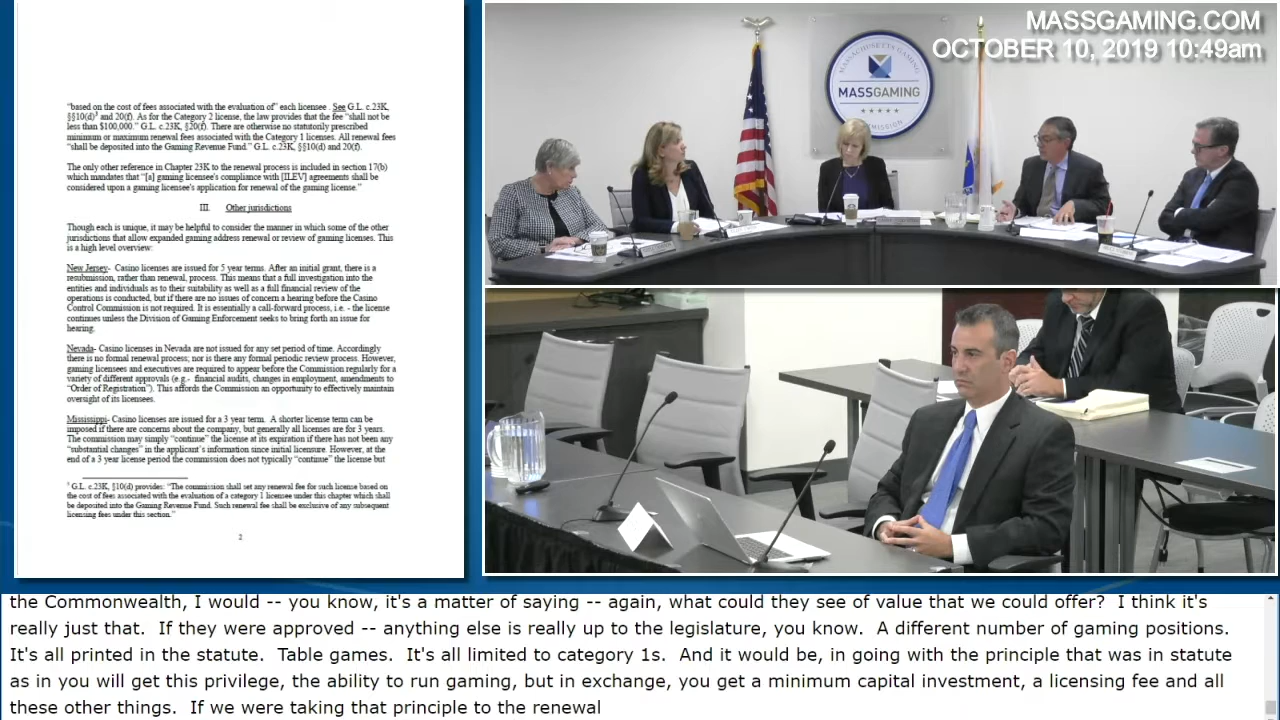 "based on the cost of fees associated with the evaluation of" each licensee . See G.L. c.23K,
§§10(d)³ and 20(f). As for the Category 2 license, the law provides that the fee "shall not be
less than $100,000." G.L. c.23K, §20(f). There are otherwise no statutorily prescribed
minimum or maximum renewal fees associated with the Category 1 licenses. All renewal fees
"shall be deposited into the Gaming Revenue Fund." G.L. c.23K, §§10(d) and 20(f).
The only other reference in Chapter 23K to the renewal process is included in section 17(b)
which mandates that "[a] gaming licensee's compliance with [ILEV] agreements shall be
considered upon a gaming licensee's application for renewal of the gaming license."
III. Other jurisdictions
Though each is unique, it may be helpful to consider the manner in which some of the other
jurisdictions that allow expanded gaming address renewal or review of gaming licenses. This
is a high level overview:
New Jersey- Casino licenses are issued for 5 year terms. After an initial grant, there is a
resubmission, rather than renewal, process. This means that a full investigation into the
entities and individuals as to their suitability as well as a full financial review of the
operations is conducted, but if there are no issues of concern a hearing before the Casino
Control Commission is not required. It is essentially a call-forward process, i.e. - the license
continues unless the Division of Gaming Enforcement seeks to bring forth an issue for
hearing.
Nevada- Casino licenses in Nevada are not issued for any set period of time. Accordingly
there is no formal renewal process; nor is there any formal periodic review process. However,
gaming licensees and executives are required to appear before the Commission regularly for a
variety of different approvals (e.g.- financial audits, changes in employment, amendments to
"Order of Registration"). This affords the Commission an opportunity to effectively maintain
oversight of its licensees.
Mississippi- Casino licenses are issued for a 3 year term. A shorter license term can be
imposed if there are concerns about the company, but generally all licenses are for 3 years.
The commission may simply "continue" the license at its expiration if there has not been any
"substantial changes" in the applicant's information since initial licensure. However, at the
end of a 3 year license period the commission does not typically "continue" the license but
³ G.L. c.23K, §10(d) provides: "The commission shall set any renewal fee for such license based on
the cost of fees associated with the evaluation of a category 1 licensee under this chapter which shall
be deposited into the Gaming Revenue Fund. Such renewal fee shall be exclusive of any subsequent
licensing fees under this section."
2
MASSGAMING.COM
OCTOBER 10, 2019 10:49am
MASSACHUSETTS GAMING
MASSGAMING
the Commonwealth, I would -- you know, it's a matter of saying -- again, what could they see of value that we could offer? I think it's
really just that. If they were approved -- anything else is really up to the legislature, you know. A different number of gaming positions.
It's all printed in the statute. Table games. It's all limited to category 1s. And it would be, in going with the principle that was in statute
as in you will get this privilege, the ability to run gaming, but in exchange, you get a minimum capital investment, a licensing fee and all
these other things. If we were taking that principle to the renewal